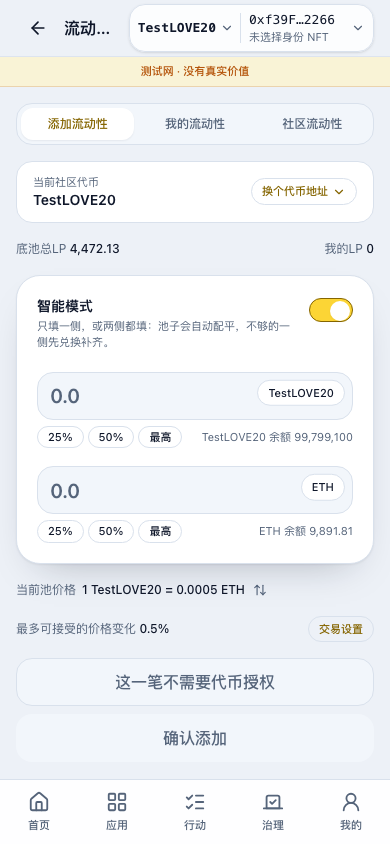 流动...
TestLOVE20
0xf39F…2266
未选择身份 NFT
测试网 · 没有真实价值
添加流动性
我的流动性
社区流动性
当前社区代币
TestLOVE20
换个代币地址
底池总LP 4,472.13
我的LP 0
智能模式
只填一侧，或两侧都填：池子会自动配平，不够的一
侧先兑换补齐。
0.0
TestLOVE20
25%
50%
最高
TestLOVE20 余额 99,799,100
0.0
ETH
25%
50%
最高
ETH 余额 9,891.81
当前池价格 1 TestLOVE20 = 0.0005 ETH
最多可接受的价格变化 0.5%
交易设置
这一笔不需要代币授权
确认添加
首页
应用
行动
治理
我的